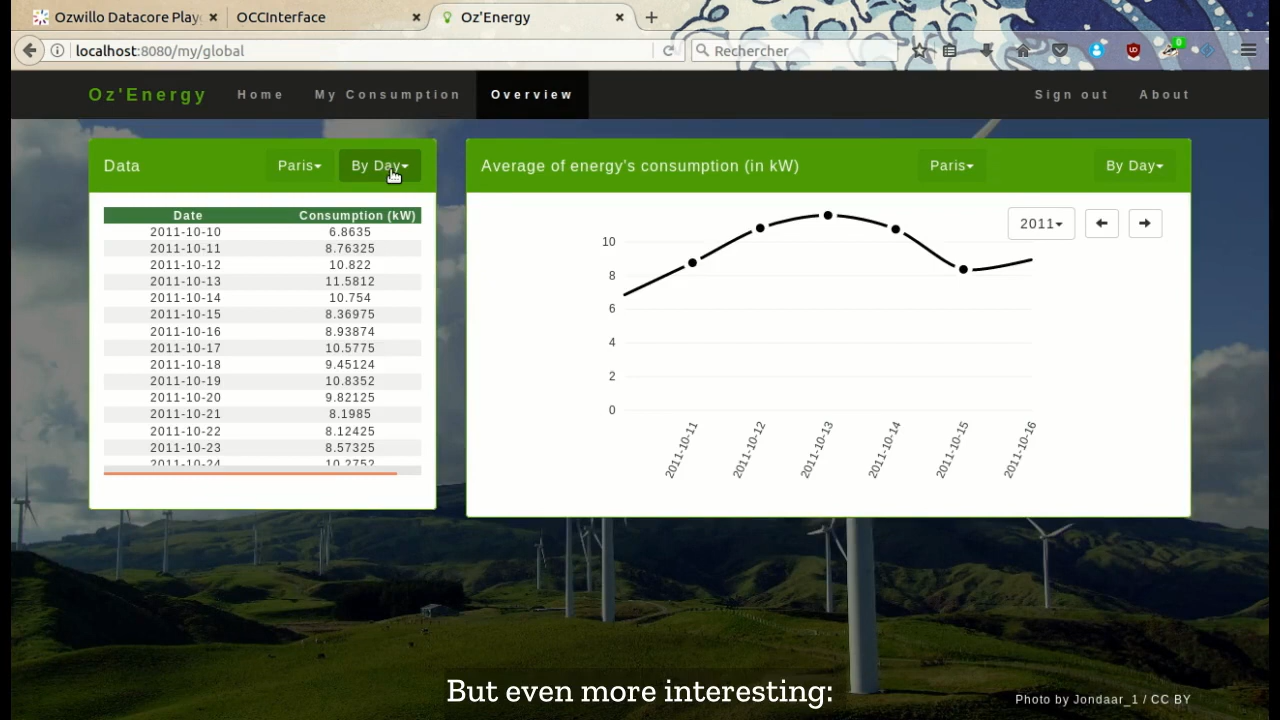 Ozwillo Datacore Play
OCCInterface
Oz'Energy
localhost:8080/my/global
Rechercher
0
Oz'Energy
Home
My Consumption
Overview
Sign out
About
Data
Paris
By Day
Date Consumption (kW)
2011-10-10 6.8635
2011-10-11 8.76325
2011-10-12 10.822
2011-10-13 11.5812
2011-10-14 10.754
2011-10-15 8.36975
2011-10-16 8.93874
2011-10-17 10.5775
2011-10-18 9.45124
2011-10-19 10.8352
2011-10-20 9.82125
2011-10-21 8.1985
2011-10-22 8.12425
2011-10-23 8.57325
2011-10-24 10.2752
Average of energy's consumption (in kW)
Paris
By Day
2011
10
8
6
4
2
0
2011-10-11
2011-10-12
2011-10-13
2011-10-14
2011-10-15
2011-10-16
But even more interesting:
Photo by Jondaar_1 / CC BY